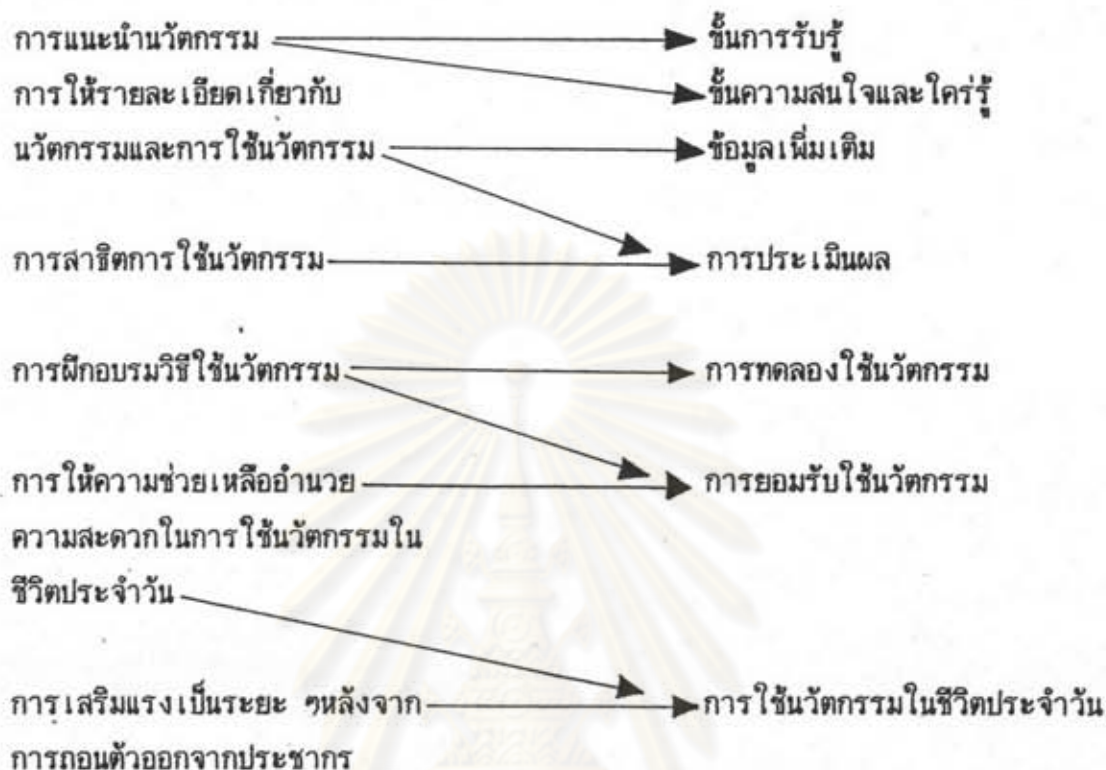 การแนะนำนวัตกรรม ขั้นการรับรู้
การให้รายละเอียดเกี่ยวกับ ขั้นความสนใจและใคร่รู้
นวัตกรรมและการใช้นวัตกรรม ข้อมูลเพิ่มเติม
การสาธิตการใช้นวัตกรรม การประเมินผล
การฝึกอบรมวิธีใช้นวัตกรรม การทดลองใช้นวัตกรรม
การให้ความช่วยเหลืออำนวย การยอมรับใช้นวัตกรรม
ความสะดวกในการใช้นวัตกรรมใน
ชีวิตประจำวัน
การเสริมแรงเป็นระยะ ๆหลังจาก การใช้นวัตกรรมในชีวิตประจำวัน
การถอนตัวออกจากประชากร